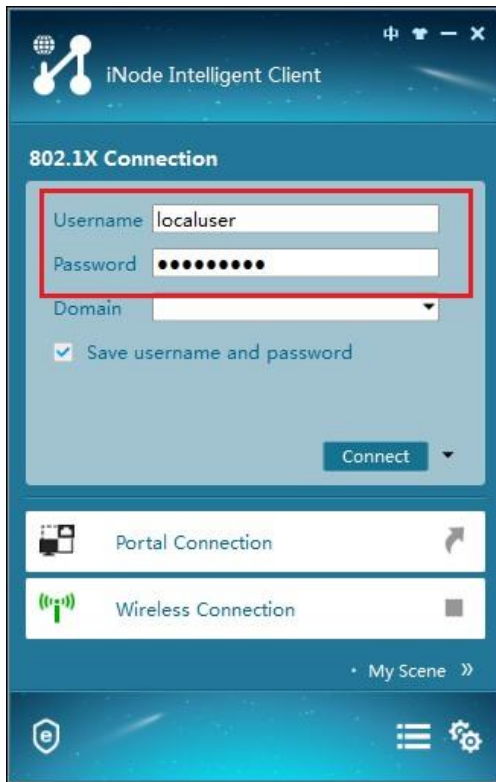 中
iNode Intelligent Client
802.1X Connection
Username localuser
Password ●●●●●●●●●
Domain
Save username and password
Connect
Portal Connection
Wireless Connection
• My Scene »
e